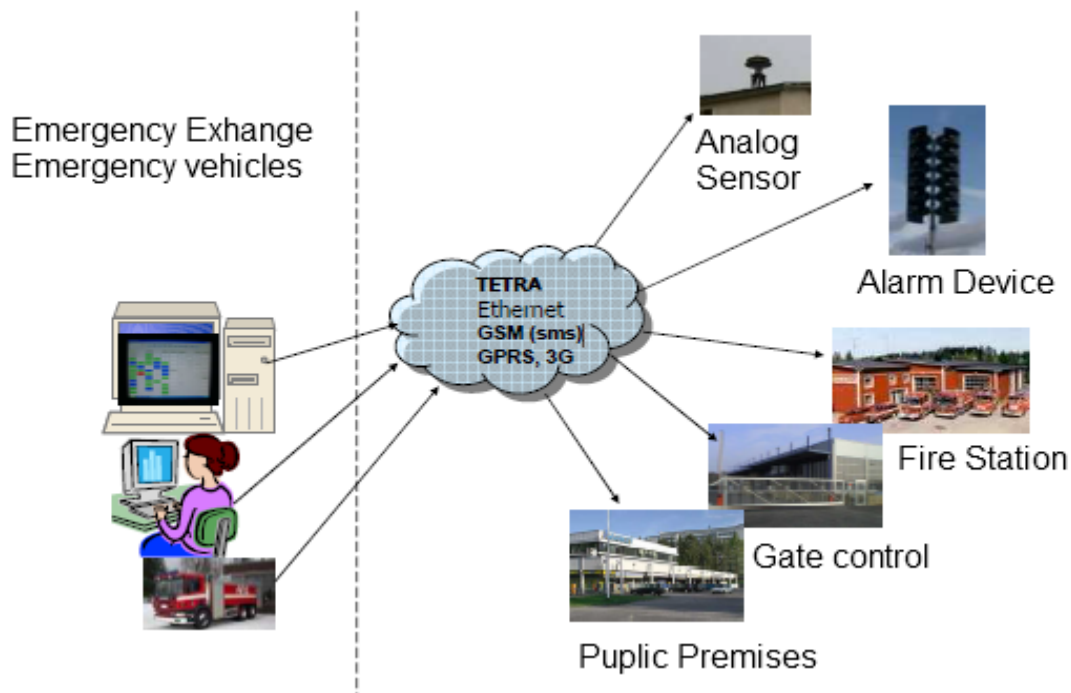 Emergency Exhange
Emergency vehicles
TETRA
Ethernet
GSM (sms)
GPRS, 3G
Analog
Sensor
Alarm Device
Fire Station
Gate control
Puplic Premises